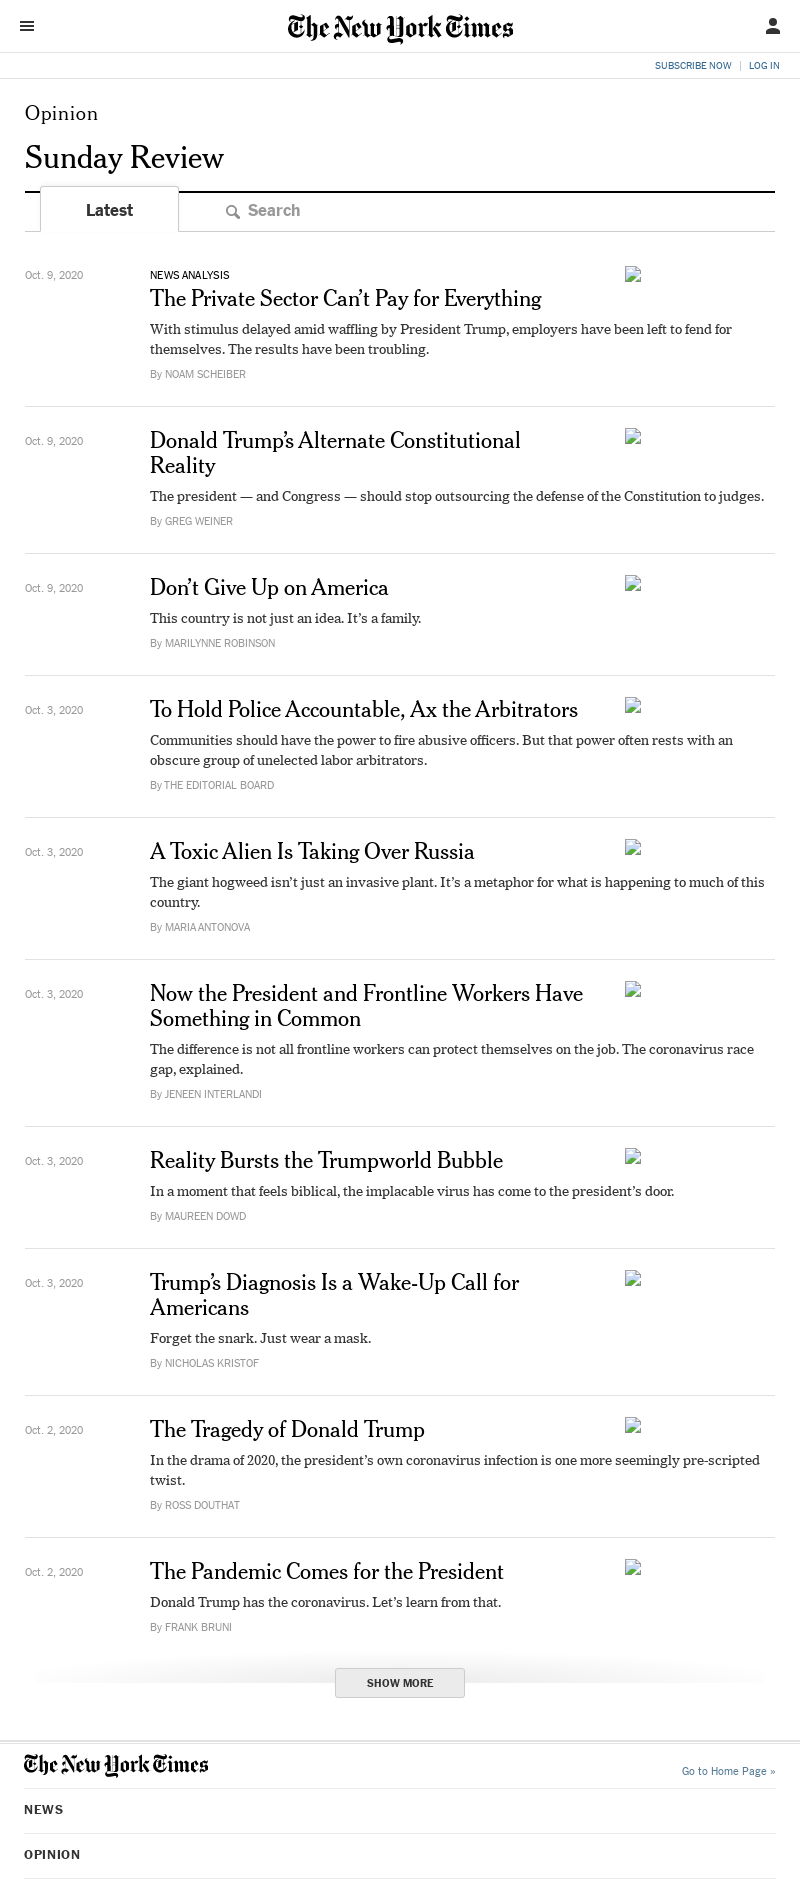 The New York Times
SUBSCRIBE NOW | LOG IN
Opinion
Sunday Review
Latest
Search
Oct. 9, 2020
NEWS ANALYSIS
The Private Sector Can’t Pay for Everything
With stimulus delayed amid waffling by President Trump, employers have been left to fend for
themselves. The results have been troubling.
By NOAM SCHEIBER
Oct. 9, 2020
Donald Trump’s Alternate Constitutional
Reality
The president — and Congress — should stop outsourcing the defense of the Constitution to judges.
By GREG WEINER
Oct. 9, 2020
Don’t Give Up on America
This country is not just an idea. It’s a family.
By MARILYNNE ROBINSON
Oct. 3, 2020
To Hold Police Accountable, Ax the Arbitrators
Communities should have the power to fire abusive officers. But that power often rests with an
obscure group of unelected labor arbitrators.
By THE EDITORIAL BOARD
Oct. 3, 2020
A Toxic Alien Is Taking Over Russia
The giant hogweed isn’t just an invasive plant. It’s a metaphor for what is happening to much of this
country.
By MARIA ANTONOVA
Oct. 3, 2020
Now the President and Frontline Workers Have
Something in Common
The difference is not all frontline workers can protect themselves on the job. The coronavirus race
gap, explained.
By JENEEN INTERLANDI
Oct. 3, 2020
Reality Bursts the Trumpworld Bubble
In a moment that feels biblical, the implacable virus has come to the president’s door.
By MAUREEN DOWD
Oct. 3, 2020
Trump’s Diagnosis Is a Wake-Up Call for
Americans
Forget the snark. Just wear a mask.
By NICHOLAS KRISTOF
Oct. 2, 2020
The Tragedy of Donald Trump
In the drama of 2020, the president’s own coronavirus infection is one more seemingly pre-scripted
twist.
By ROSS DOUTHAT
Oct. 2, 2020
The Pandemic Comes for the President
Donald Trump has the coronavirus. Let’s learn from that.
By FRANK BRUNI
SHOW MORE
The New York Times
Go to Home Page »
NEWS
OPINION